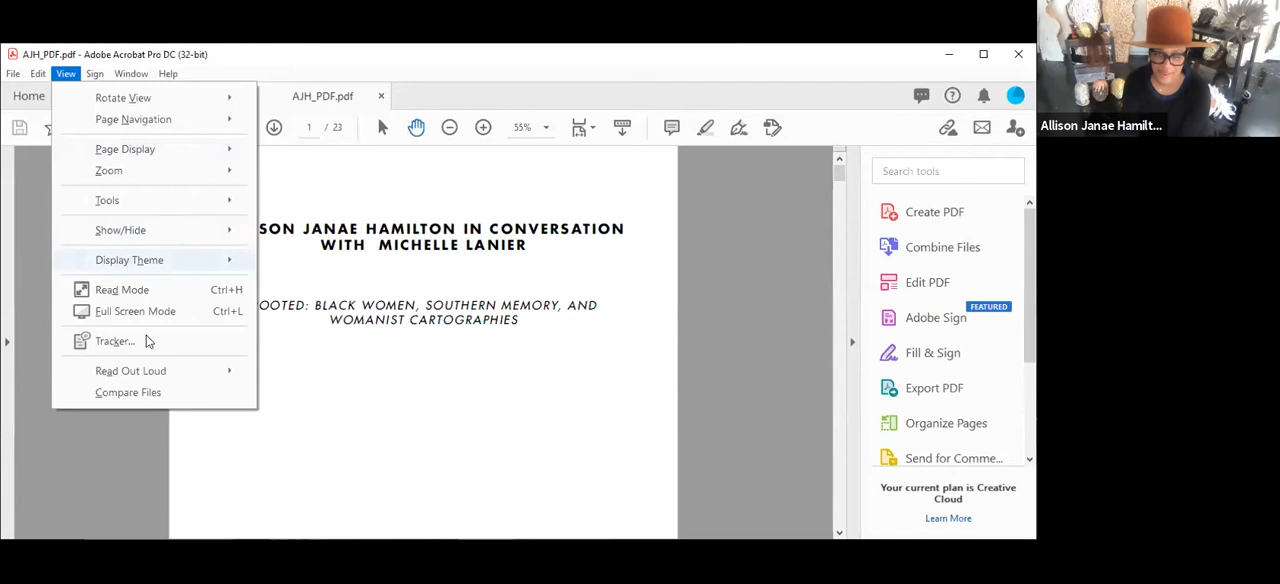 AJH_PDF.pdf - Adobe Acrobat Pro DC (32-bit)
File Edit View Sign Window Help
Home
AJH_PDF.pdf
1 / 23
55%
Rotate View
Page Navigation
Page Display
Zoom
Tools
Show/Hide
Display Theme
Read Mode Ctrl+H
Full Screen Mode Ctrl+L
Tracker...
Read Out Loud
Compare Files
SON JANAE HAMILTON IN CONVERSATION
WITH MICHELLE LANIER
OOTED: BLACK WOMEN, SOUTHERN MEMORY, AND
WOMANIST CARTOGRAPHIES
Search tools
Create PDF
Combine Files
Edit PDF
FEATURED
Adobe Sign
Fill & Sign
Export PDF
Organize Pages
Send for Comme...
Your current plan is Creative
Cloud
Learn More
Allison Janae Hamilt...